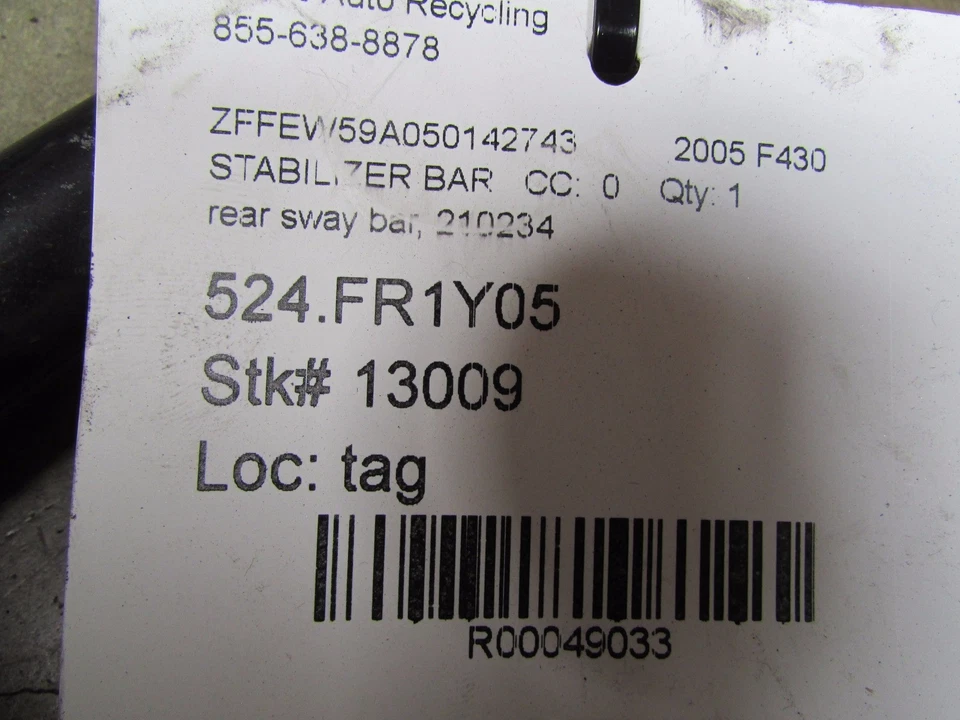 Auto Recycling
855-638-8878
ZFFEW59A050142743 2005 F430
STABILIZER BAR CC: 0 Qty: 1
rear sway bar, 210234
524.FR1Y05
Stk# 13009
Loc: tag
R00049033